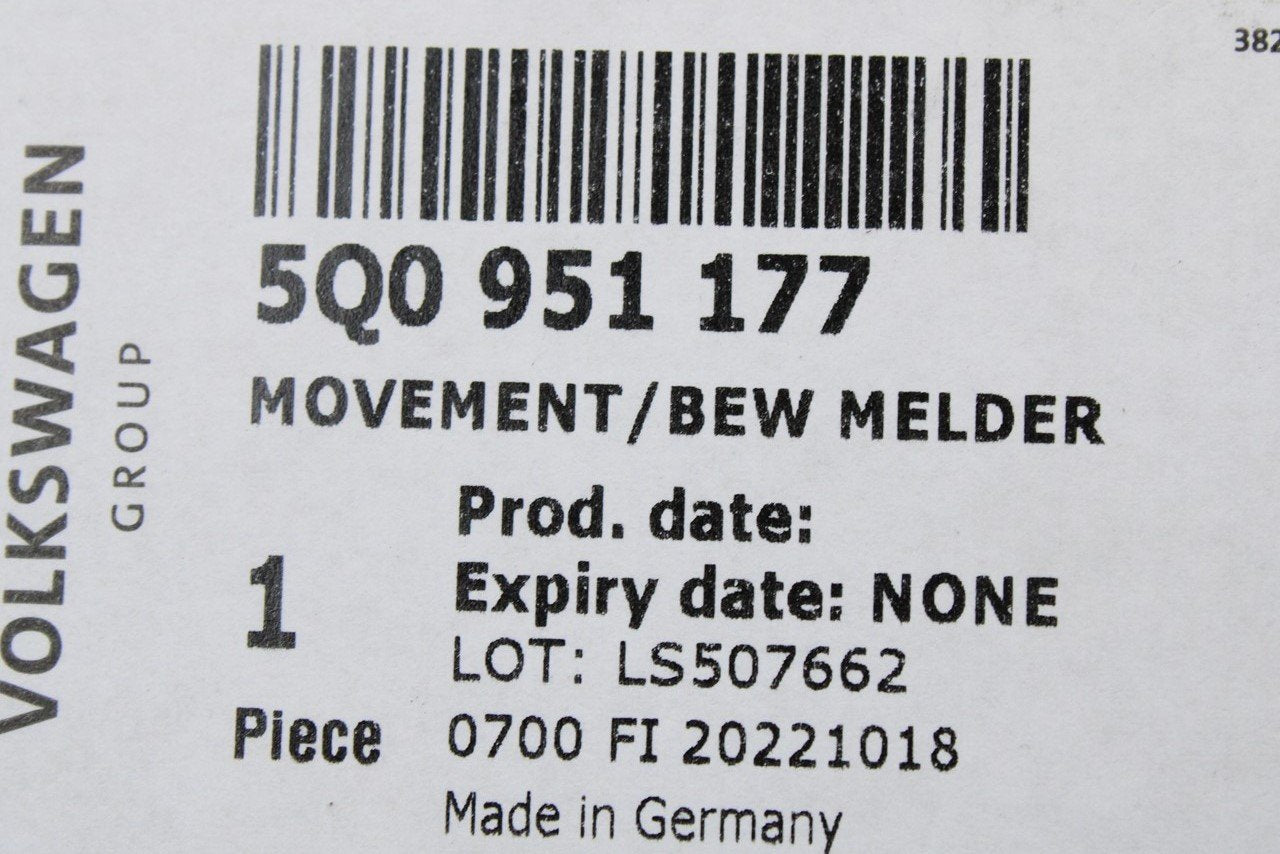 382
VOLKSWAGEN
GROUP
5Q0 951 177
MOVEMENT/BEW MELDER
Prod. date:
Expiry date: NONE
1
LOT: LS507662
Piece
0700 FI 20221018
Made in Germany